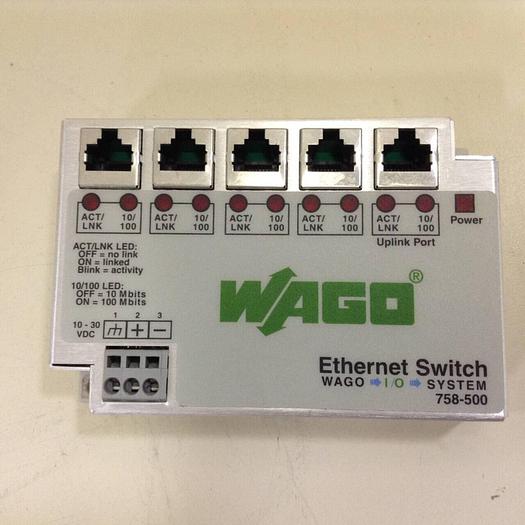 ACT/ LNK 10/ 100 ACT/ LNK 10/ 100 ACT/ LNK 10/ 100 ACT/ LNK 10/ 100 ACT/ LNK 10/ 100 Power
Uplink Port
ACT/LNK LED:
OFF = no link
ON = linked
Blink = activity
10/100 LED:
OFF = 10 Mbits
ON = 100 Mbits
WAGO®
1 2 3
10 - 30 VDC + −
Ethernet Switch
WAGO I/O SYSTEM
758-500